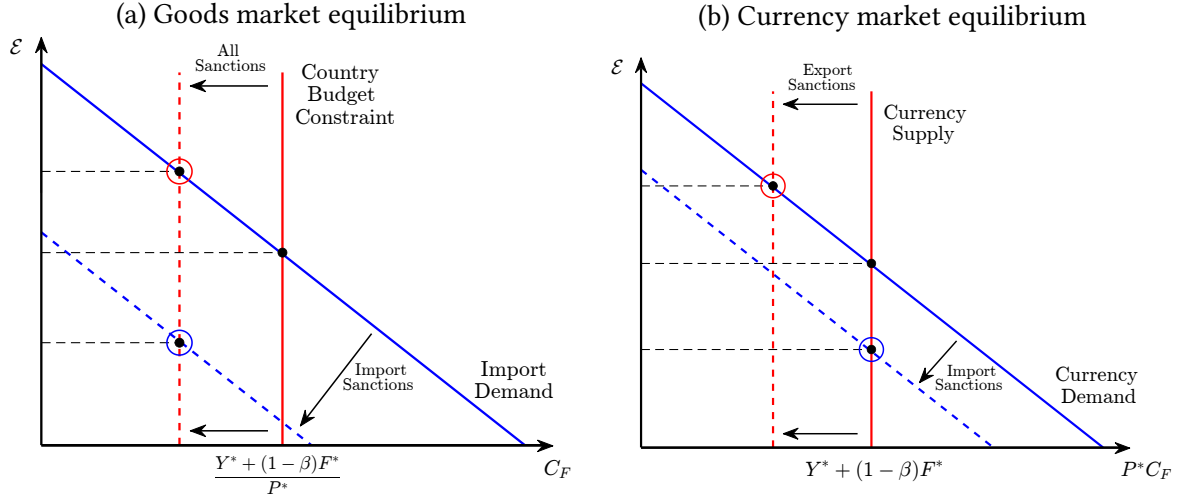 (a) Goods market equilibrium
ℰ
All
Sanctions
Country
Budget
Constraint
Import
Sanctions
Import
Demand
Y* + (1 − β)F*
P*
C_F
(b) Currency market equilibrium
ℰ
Export
Sanctions
Currency
Supply
Import
Sanctions
Currency
Demand
Y* + (1 − β)F*
P*C_F